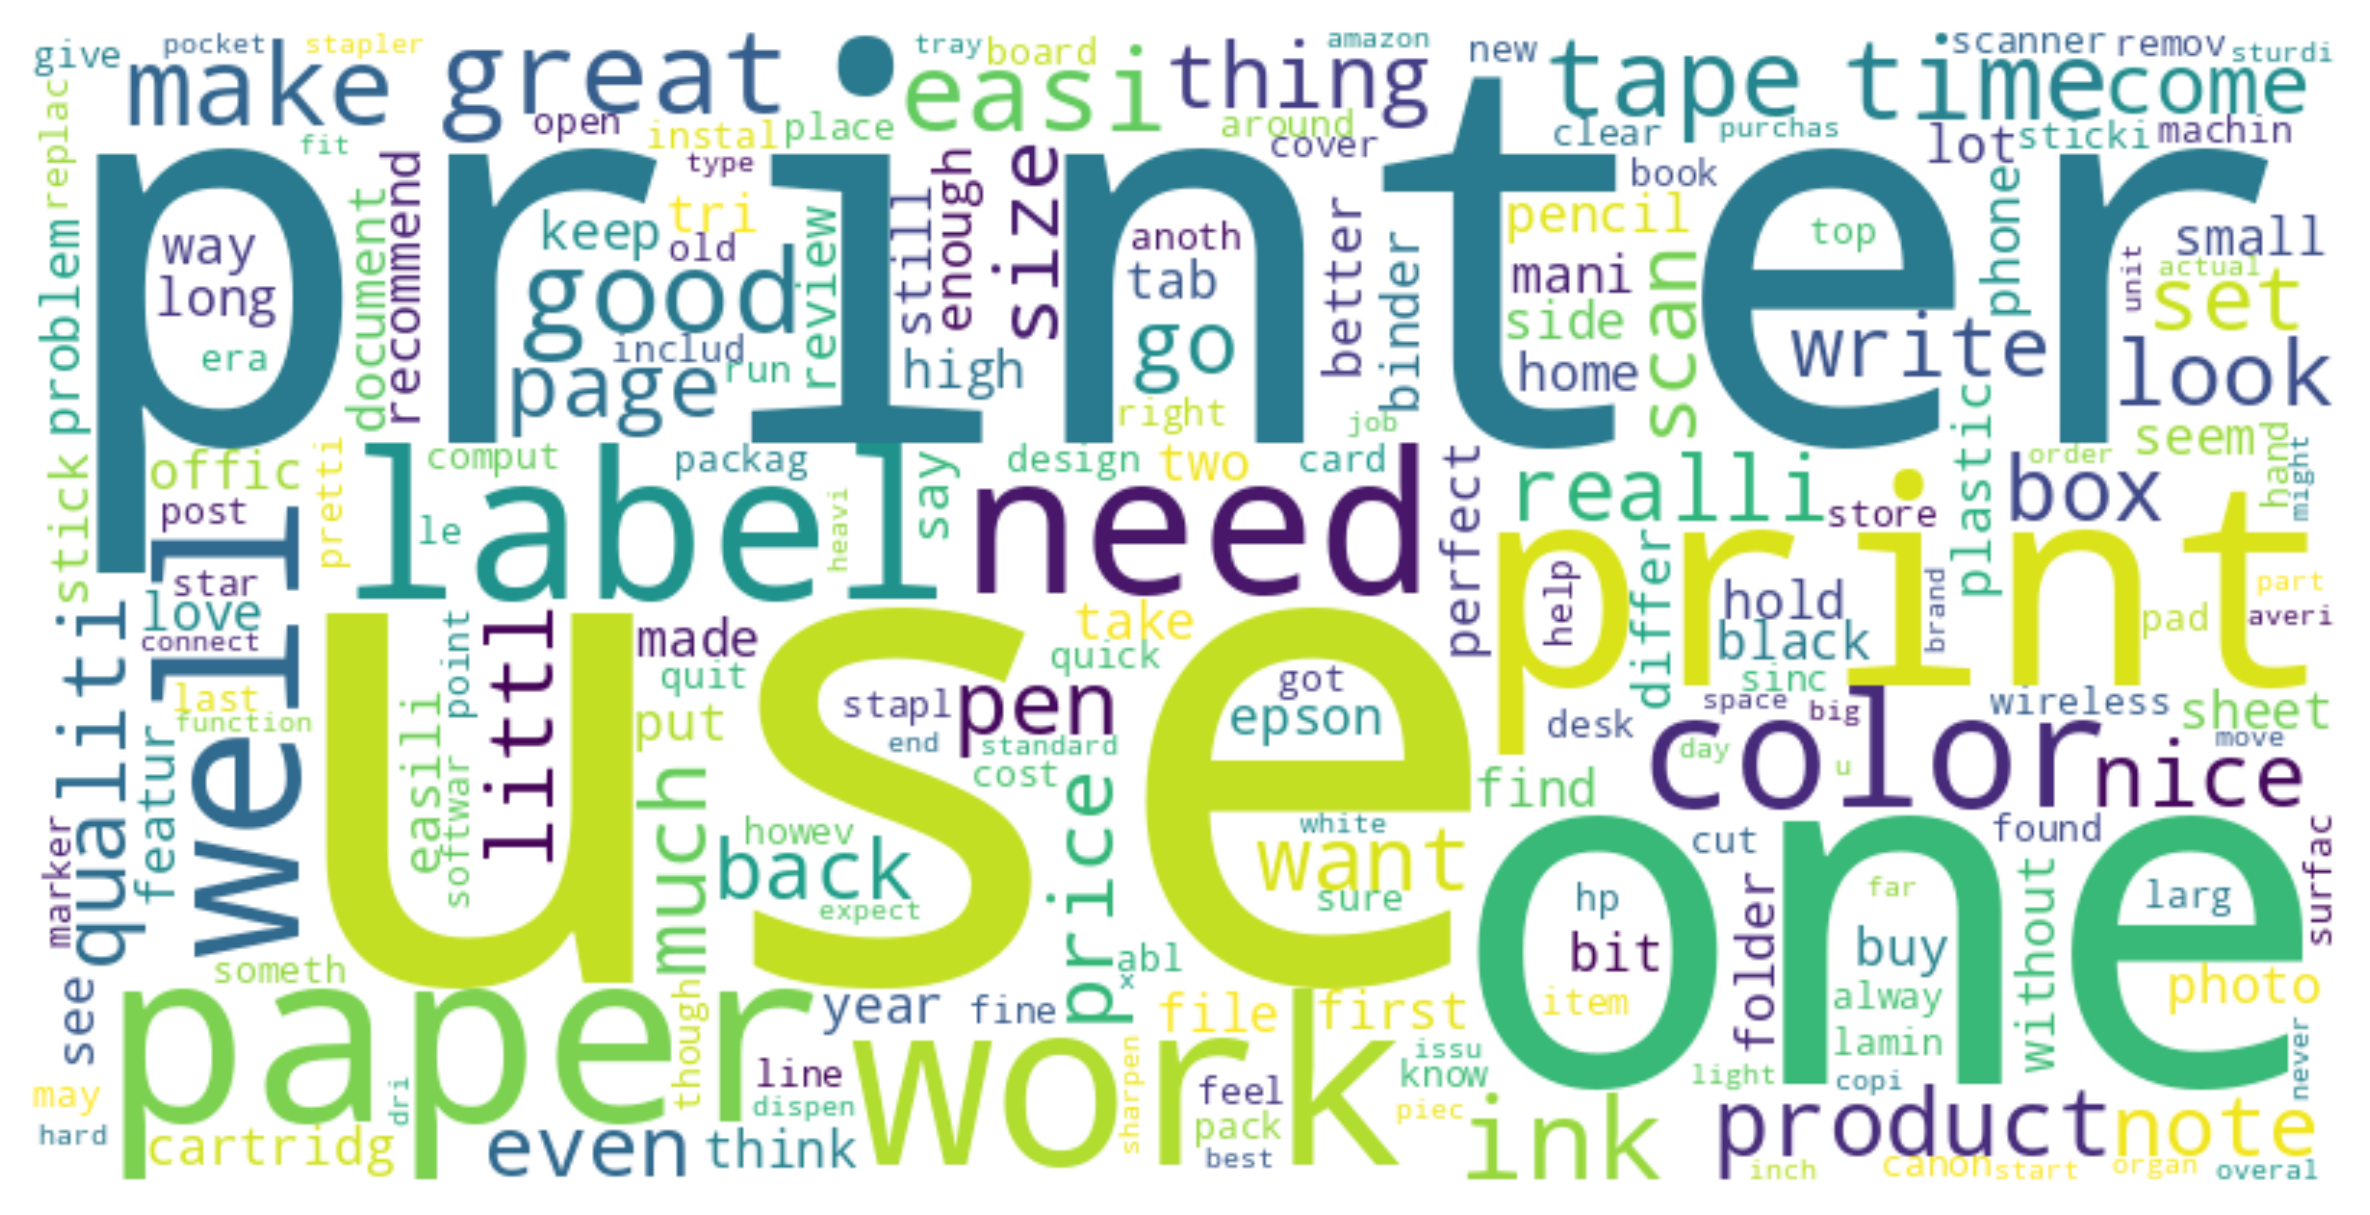 give
pocket
stapler
make
great
tray
board
easi
thing
amazon
new
tape
time
scanner
remov
sturdi
come
replac
fit
open
instal
place
type
around
cover
clear
purchas
lot
sticki
machin
printer
way
long
era
problem
document
recommend
keep
tri
old
good
includ
page
run
review
still
enough
high
size
anoth
tab
go
right
better
binder
job
book
pencil
mani
side
home
scan
top
writer
phone
small
actual
unit
set
look
seem
order
hand
might
stick
offic
post
star
love
connect
pretti
comput
le
label
packag
heavi
say
design
two
card
need
perfect
realli
store
box
plastic
print
help
differ
hold
black
brand
pad
part
averi
sinc
qualiti
well
last
function
featur
easili
point
softwar
littl
made
quit
put
much
use
take
quick
stapl
pen
end
standard
cost
got
epson
price
howev
back
expect
white
want
sure
find
desk
space
big
wireless
sheet
move
day
u
color
nice
marker
see
someth
one
cut
found
surfac
hp
bit
item
folder
far
buy
alway
lamin
copi
light
without
larg
photo
never
abl
x
may
hard
paper
dri
cartridg
though
year
fine
file
first
line
dispen
even
think
work
sharpen
feel
pack
best
issu
know
piec
ink
product
note
inch
canon
start
organ
overal